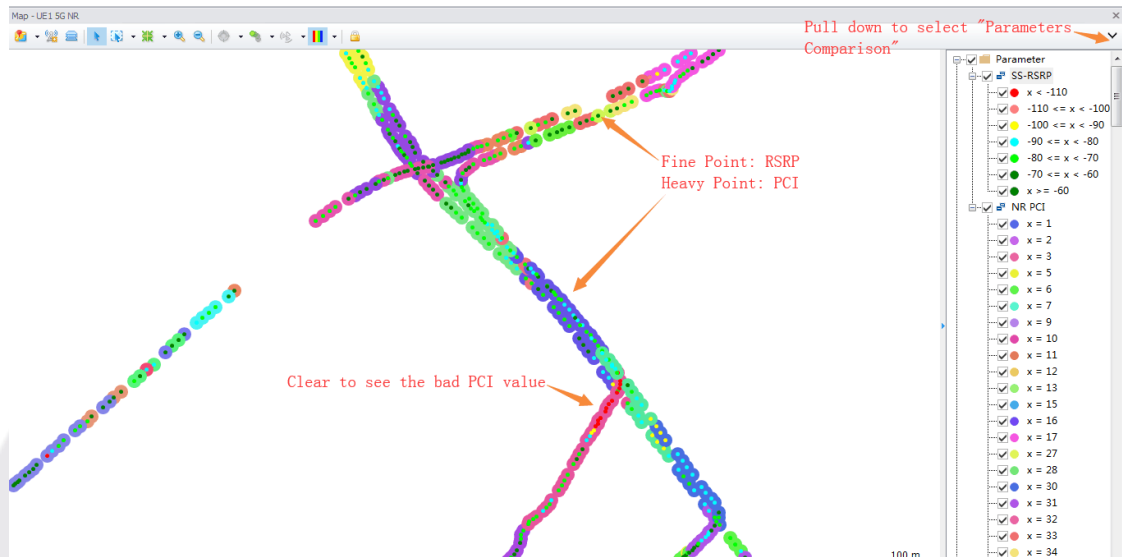 Map - UE1 5G NR
Pull down to select "Parameters
Comparison"
Parameter
SS-RSRP
x < -110
-110 <= x < -100
-100 <= x < -90
-90 <= x < -80
-80 <= x < -70
-70 <= x < -60
x >= -60
NR PCI
x = 1
x = 2
x = 3
x = 5
x = 6
x = 7
x = 9
x = 10
x = 11
x = 12
x = 13
x = 15
x = 16
x = 17
x = 27
x = 28
x = 30
x = 31
x = 32
x = 33
x = 34
Fine Point: RSRP
Heavy Point: PCI
Clear to see the bad PCI value
100 m